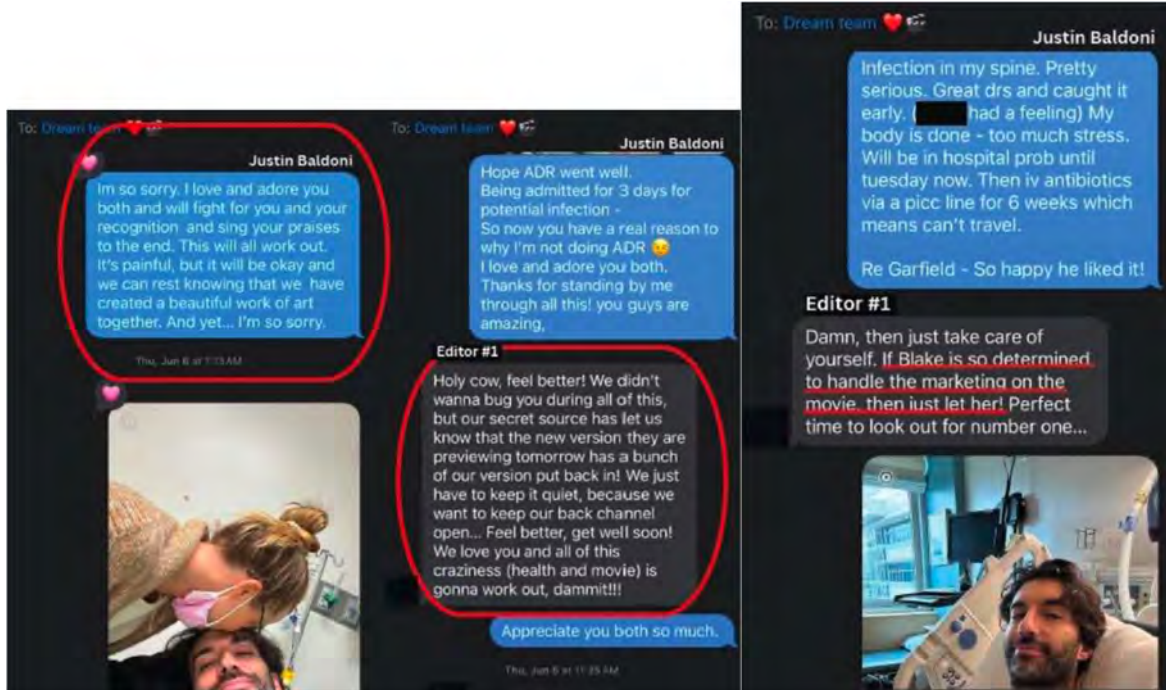 To: Dream team ❤️🎬
Justin Baldoni
Im so sorry. I love and adore you
both and will fight for you and your
recognition and sing your praises
to the end. This will all work out.
It's painful, but it will be okay and
we can rest knowing that we have
created a beautiful work of art
together. And yet... I'm so sorry.
Thu, Jun 6 at 1:13 AM
To: Dream team ❤️🎬
Justin Baldoni
Hope ADR went well.
Being admitted for 3 days for
potential infection -
So now you have a real reason to
why I'm not doing ADR 😕
I love and adore you both.
Thanks for standing by me
through all this! you guys are
amazing,
Editor #1
Holy cow, feel better! We didn't
wanna bug you during all of this,
but our secret source has let us
know that the new version they are
previewing tomorrow has a bunch
of our version put back in! We just
have to keep it quiet, because we
want to keep our back channel
open... Feel better, get well soon!
We love you and all of this
craziness (health and movie) is
gonna work out, dammit!!!
Appreciate you both so much.
Thu, Jun 6 at 11:35 AM
To: Dream team ❤️🎬
Justin Baldoni
Infection in my spine. Pretty
serious. Great drs and caught it
early. ( had a feeling) My
body is done - too much stress.
Will be in hospital prob until
tuesday now. Then iv antibiotics
via a picc line for 6 weeks which
means can't travel.
Re Garfield - So happy he liked it!
Editor #1
Damn, then just take care of
yourself. If Blake is so determined
to handle the marketing on the
movie, then just let her! Perfect
time to look out for number one...